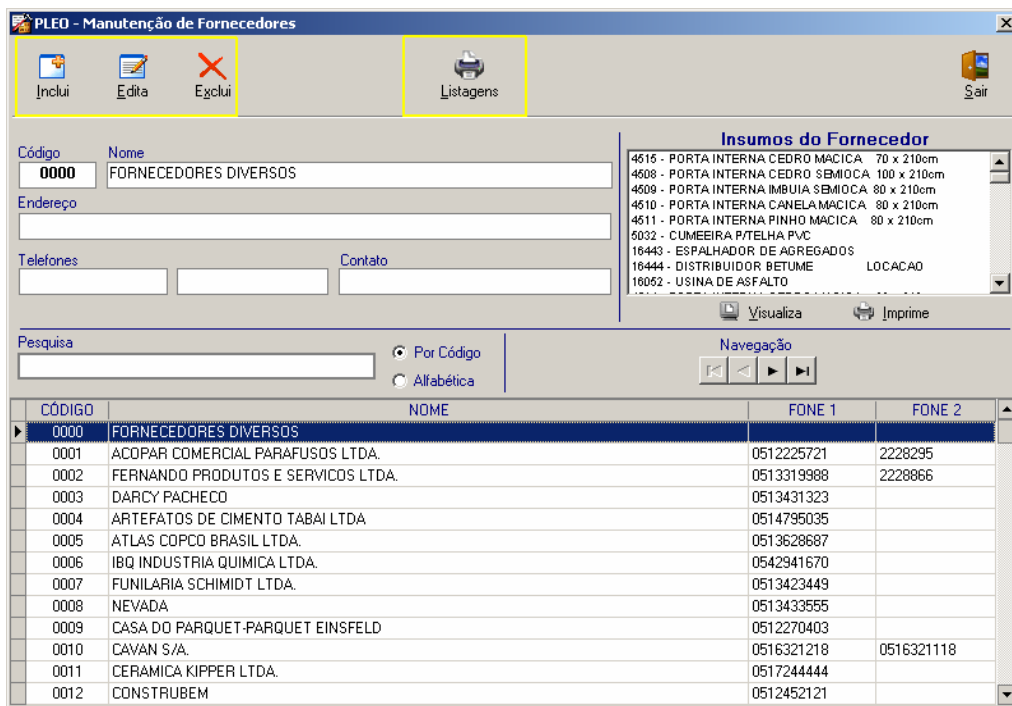 PLEO - Manutenção de Fornecedores
Inclui Edita Exclui Listagens Sair
Código Nome
0000 FORNECEDORES DIVERSOS
Endereço
Telefones Contato
Insumos do Fornecedor
4515 - PORTA INTERNA CEDRO MACICA 70 x 210cm
4508 - PORTA INTERNA CEDRO SEMIOCA 100 x 210cm
4509 - PORTA INTERNA IMBUIA SEMIOCA 80 x 210cm
4510 - PORTA INTERNA CANELA MACICA 80 x 210cm
4511 - PORTA INTERNA PINHO MACICA 80 x 210cm
5032 - CUMEEIRA P/TELHA PVC
16443 - ESPALHADOR DE AGREGADOS
16444 - DISTRIBUIDOR BETUME LOCACAO
16052 - USINA DE ASFALTO
Visualiza Imprime
Pesquisa
Por Código
Alfabética
Navegação
CÓDIGO NOME FONE 1 FONE 2
0000 FORNECEDORES DIVERSOS
0001 ACOPAR COMERCIAL PARAFUSOS LTDA. 0512225721 2228295
0002 FERNANDO PRODUTOS E SERVICOS LTDA. 0513319988 2228866
0003 DARCY PACHECO 0513431323
0004 ARTEFATOS DE CIMENTO TABAI LTDA 0514795035
0005 ATLAS COPCO BRASIL LTDA. 0513628687
0006 IBQ INDUSTRIA QUIMICA LTDA. 0542941670
0007 FUNILARIA SCHIMIDT LTDA. 0513423449
0008 NEVADA 0513433555
0009 CASA DO PARQUET-PARQUET EINSFELD 0512270403
0010 CAVAN S/A. 0516321218 0516321118
0011 CERAMICA KIPPER LTDA. 0517244444
0012 CONSTRUBEM 0512452121